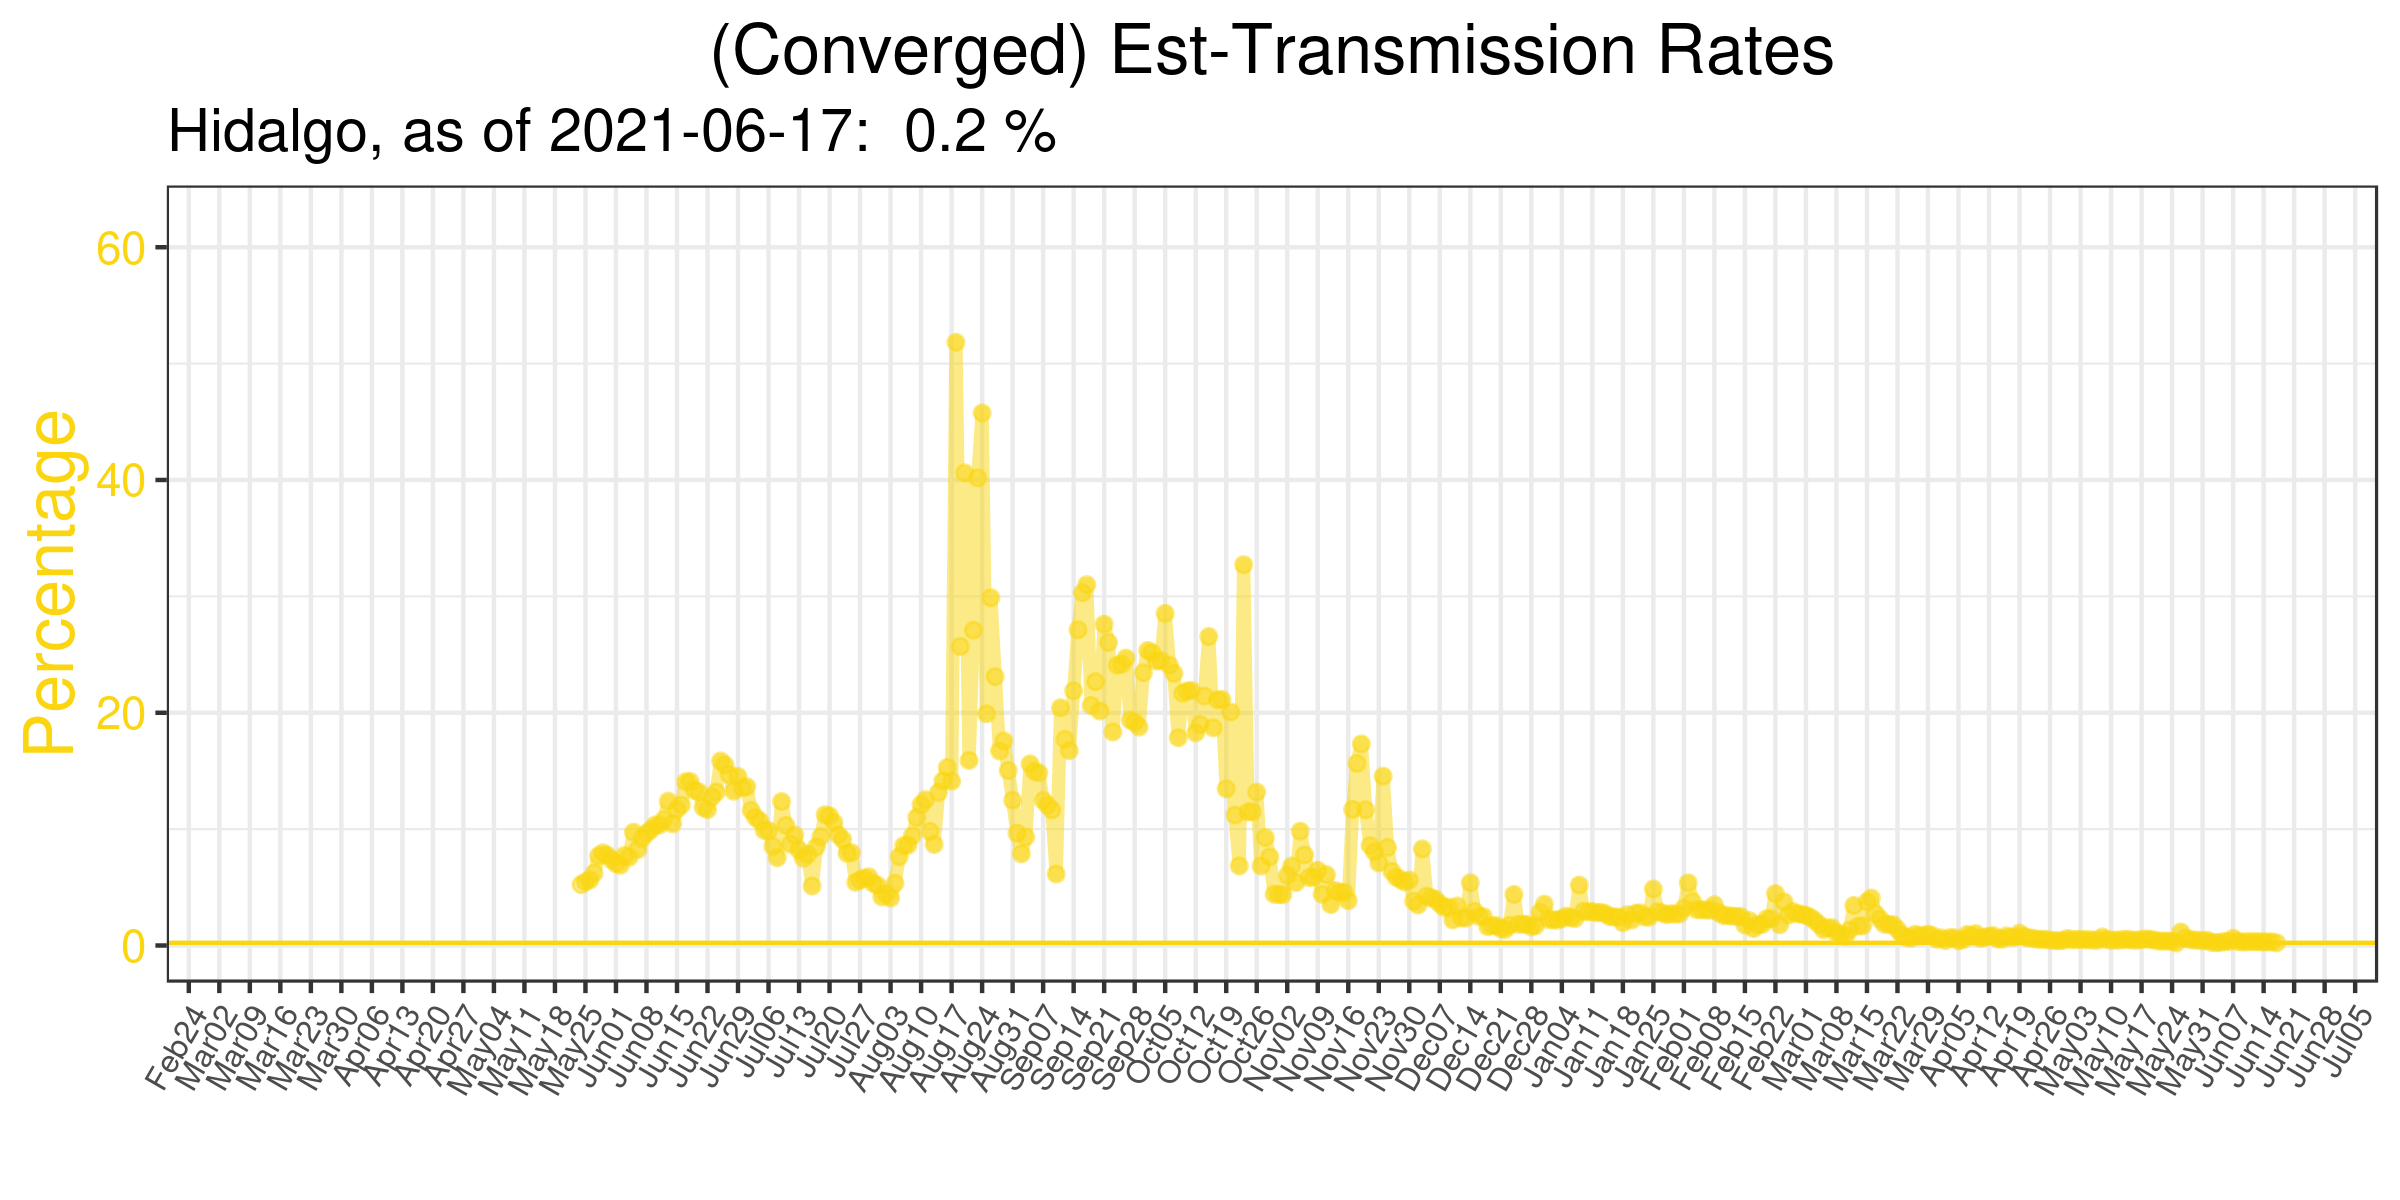 (Converged) Est-Transmission Rates
Hidalgo, as of 2021-06-17:  0.2 %
Percentage
60
40
20
0
Feb24
Mar02
Mar09
Mar16
Mar23
Mar30
Apr06
Apr13
Apr20
Apr27
May04
May11
May18
May25
Jun01
Jun08
Jun15
Jun22
Jun29
Jul06
Jul13
Jul20
Jul27
Aug03
Aug10
Aug17
Aug24
Aug31
Sep07
Sep14
Sep21
Sep28
Oct05
Oct12
Oct19
Oct26
Nov02
Nov09
Nov16
Nov23
Nov30
Dec07
Dec14
Dec21
Dec28
Jan04
Jan11
Jan18
Jan25
Feb01
Feb08
Feb15
Feb22
Mar01
Mar08
Mar15
Mar22
Mar29
Apr05
Apr12
Apr19
Apr26
May03
May10
May17
May24
May31
Jun07
Jun14
Jun21
Jun28
Jul05